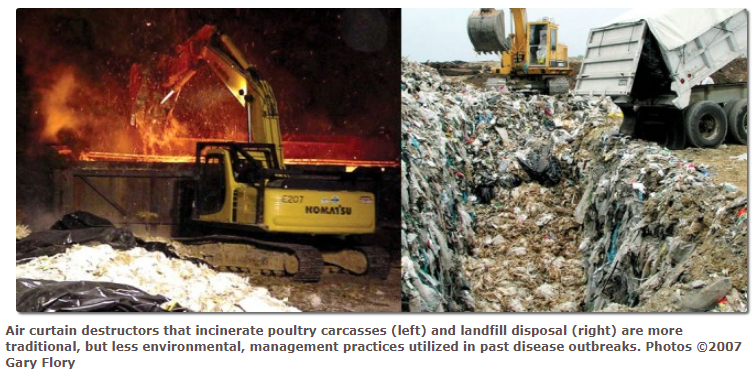 E207
KOMATSU
Air curtain destructors that incinerate poultry carcasses (left) and landfill disposal (right) are more
traditional, but less environmental, management practices utilized in past disease outbreaks. Photos ©2007
Gary Flory